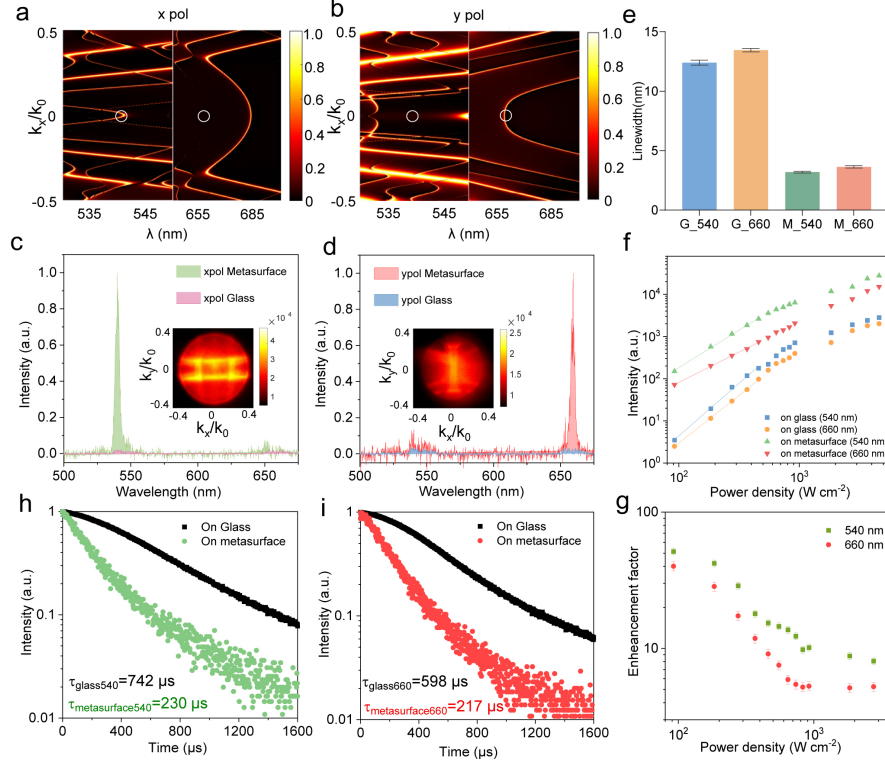 a
x pol
b
y pol
e
0.5
0
-0.5
k_x/k_0
535 545 655 685
λ (nm)
1.0
0.8
0.6
0.4
0.2
0
0.5
0
-0.5
k_x/k_0
535 545 655 685
λ (nm)
1.0
0.8
0.6
0.4
0.2
0
Linewidth(nm)
15
10
5
0
G_540 G_660 M_540 M_660
c
xpol Metasurface
xpol Glass
Intensity (a.u.)
1.0
0.8
0.6
0.4
0.2
0.0
500 550 600 650
Wavelength (nm)
k_y/k_0
0.4
0
-0.4
-0.4 0 0.4
k_x/k_0
× 10^4
4
3
2
1
d
ypol Metasurface
ypol Glass
Intensity (a.u.)
1.0
0.8
0.6
0.4
0.2
0.0
500 550 600 650
Wavelength (nm)
k_y/k_0
0.4
0
-0.4
-0.4 0 0.4
k_x/k_0
× 10^4
2.5
2
1.5
1
f
Intensity (a.u.)
10^4
10^3
10^2
10^1
10^0
on glass (540 nm)
on glass (660 nm)
on metasurface (540 nm)
on metasurface (660 nm)
10^2 10^3
Power density (W cm^-2)
h
On Glass
On metasurface
Intensity (a.u.)
1
0.1
0.01
τ_glass540=742 μs
τ_metasurface540=230 μs
0 400 800 1200 1600
Time (μs)
i
On Glass
On metasurface
Intensity (a.u.)
1
0.1
0.01
τ_glass660=598 μs
τ_metasurface660=217 μs
0 400 800 1200 1600
Time (μs)
g
540 nm
660 nm
Enheancement factor
100
10
10^2 10^3
Power density (W cm^-2)